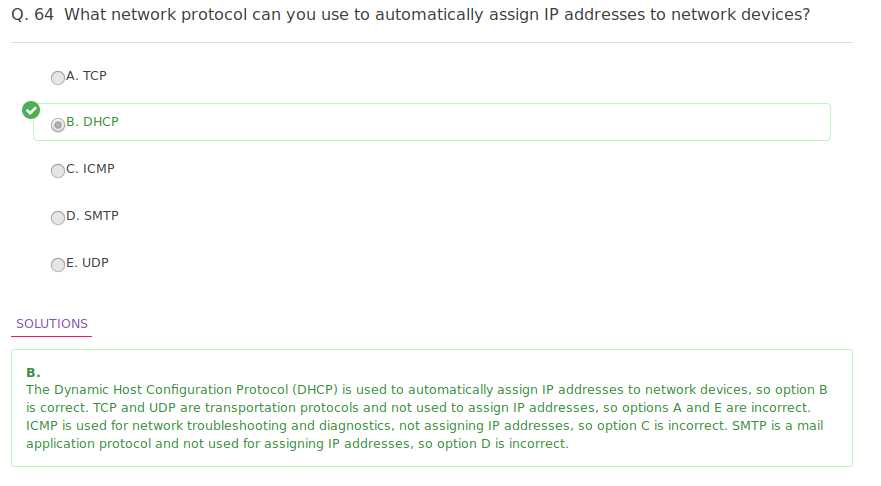 Q. 64 What network protocol can you use to automatically assign IP addresses to network devices?
A. TCP
B. DHCP
C. ICMP
D. SMTP
E. UDP
SOLUTIONS
B.
The Dynamic Host Configuration Protocol (DHCP) is used to automatically assign IP addresses to network devices, so option B
is correct. TCP and UDP are transportation protocols and not used to assign IP addresses, so options A and E are incorrect.
ICMP is used for network troubleshooting and diagnostics, not assigning IP addresses, so option C is incorrect. SMTP is a mail
application protocol and not used for assigning IP addresses, so option D is incorrect.